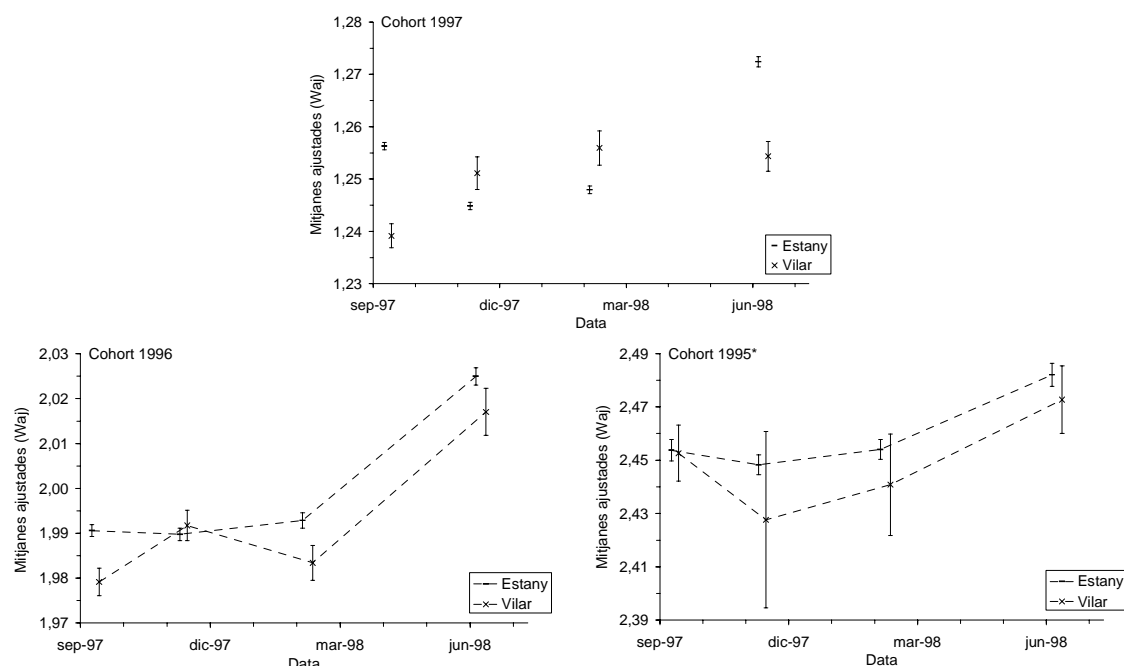 Cohort 1997
Mitjanes ajustades (Waj)
1,28
1,27
1,26
1,25
1,24
1,23
sep-97 dic-97 mar-98 jun-98
Data
Estany
Vilar
Cohort 1996
Mitjanes ajustades (Waj)
2,03
2,02
2,01
2,00
1,99
1,98
1,97
sep-97 dic-97 mar-98 jun-98
Data
Estany
Vilar
Cohort 1995*
Mitjanes ajustades (Waj)
2,49
2,47
2,45
2,43
2,41
2,39
sep-97 dic-97 mar-98 jun-98
Data
Estany
Vilar